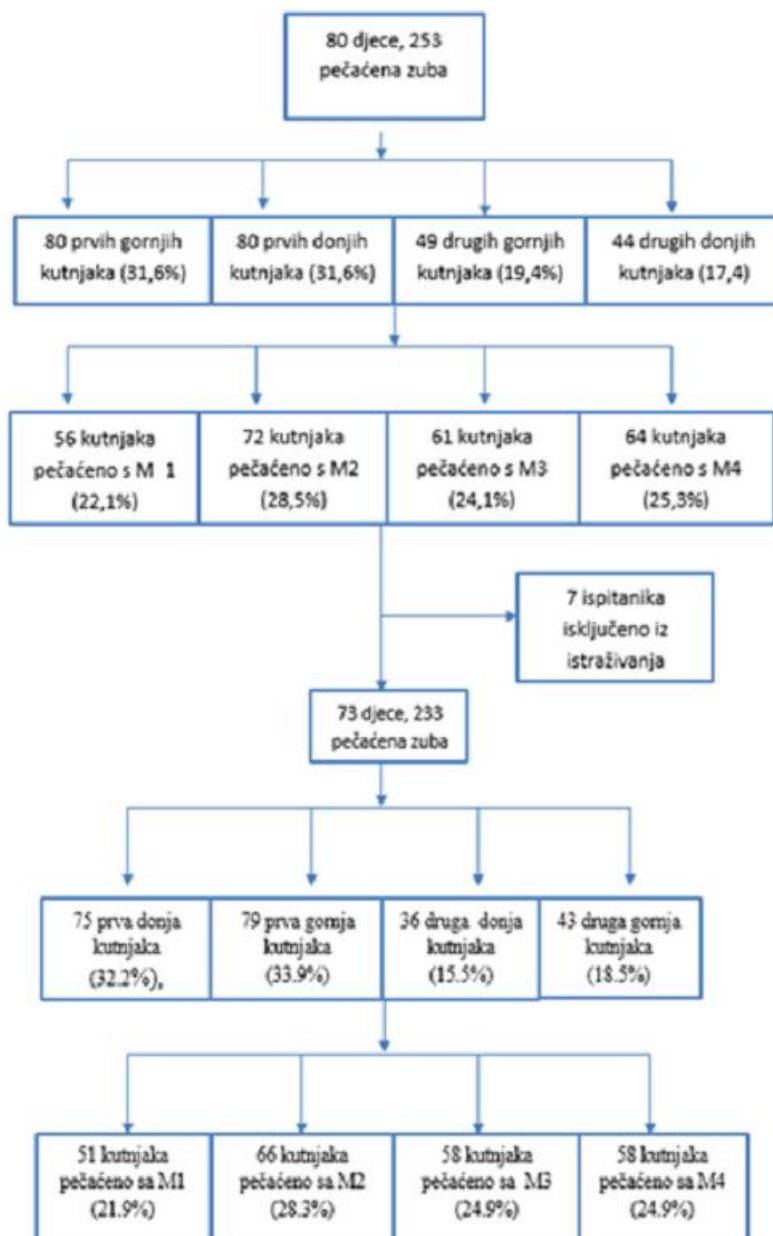 80 djece, 253
pečaćena zuba
80 prvih gornjih
kutnjaka (31,6%)
80 prvih donjih
kutnjaka (31,6%)
49 drugih gornjih
kutnjaka (19,4%)
44 drugih donjih
kutnjaka (17,4)
56 kutnjaka
pečaćeno s M 1
(22,1%)
72 kutnjaka
pečaćeno s M2
(28,5%)
61 kutnjaka
pečaćeno s M3
(24,1%)
64 kutnjaka
pečaćeno s M4
(25,3%)
7 ispitanika
isključeno iz
istraživanja
73 djece, 233
pečaćena zuba
75 prva donja
kutnjaka
(32.2%),
79 prva gornja
kutnjaka
(33.9%)
36 druga donja
kutnjaka
(15.5%)
43 druga gornja
kutnjaka
(18.5%)
51 kutnjaka
pečaćeno sa M1
(21.9%)
66 kutnjaka
pečaćeno sa M2
(28.3%)
58 kutnjaka
pečaćeno sa M3
(24.9%)
58 kutnjaka
pečaćeno sa M4
(24.9%)